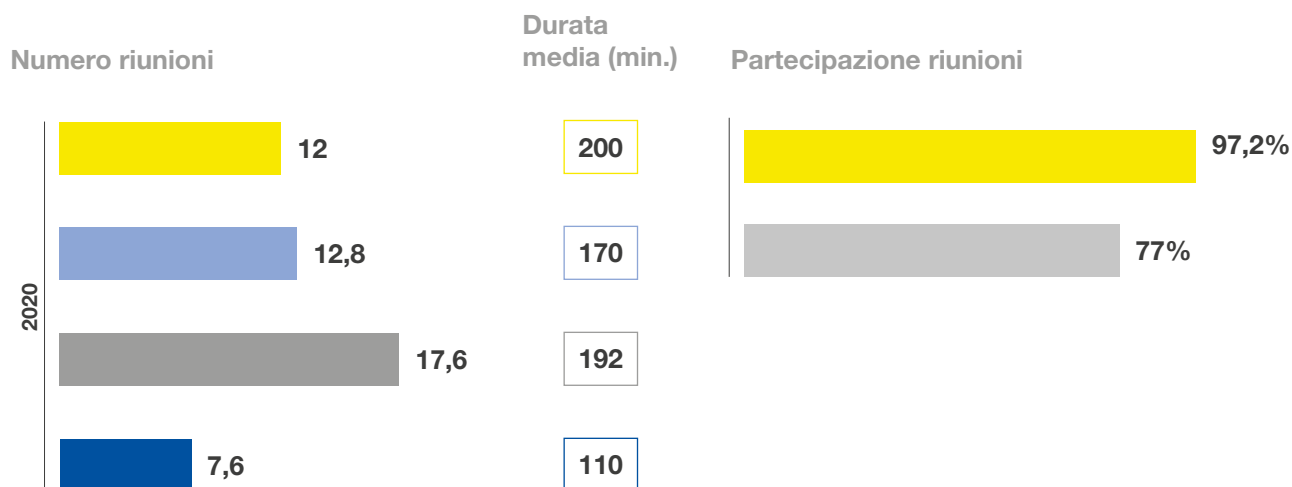 Numero riunioni
Durata
media (min.)
Partecipazione riunioni
2020
12
200
97,2%
12,8
170
77%
17,6
192
7,6
110